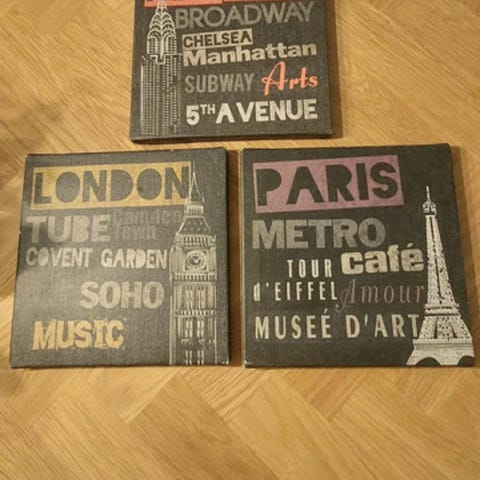 BROADWAY
CHELSEA
Manhattan
SUBWAY Arts
5TH AVENUE
LONDON
TUBE Camden Town
COVENT GARDEN
SOHO
MUSIC
PARIS
METRO
TOUR café
d'EIFFEL Amour
MUSEÉ D'ART